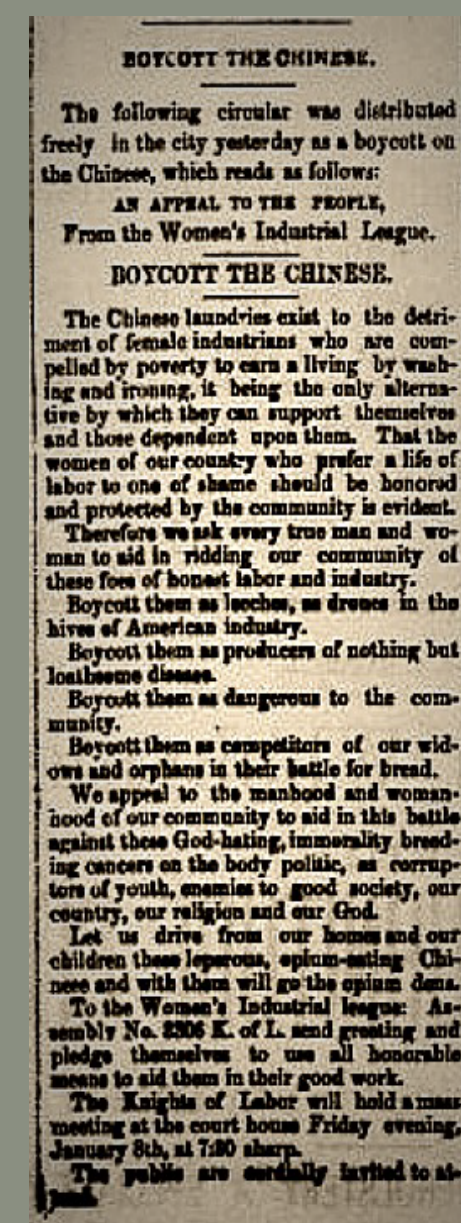 BOYCOTT THE CHINESE.
The following circular was distributed
freely in the city yesterday as a boycott on
the Chinese, which reads as follows:
AN APPEAL TO THE PEOPLE,
From the Women's Industrial League.
BOYCOTT THE CHINESE.
The Chinese laundries exist to the detri-
ment of female industrians who are com-
pelled by poverty to earn a living by wash-
ing and ironing, it being the only alterna-
tive by which they can support themselves
and those dependent upon them. That the
women of our country who prefer a life of
labor to one of shame should be honored
and protected by the community is evident.
Therefore we ask every true man and wo-
man to aid in ridding our community of
these foes of honest labor and industry.
Boycott them as leeches, as drones in the
hives of American industry.
Boycott them as producers of nothing but
loathsome disease.
Boycott them as dangerous to the com-
munity.
Boycott them as competitors of our wid-
ows and orphans in their battle for bread.
We appeal to the manhood and woman-
hood of our community to aid in this battle
against these God-hating, immorality breed-
ing cancers on the body politic, as corrup-
tors of youth, enemies to good society, our
country, our religion and our God.
Let us drive from our homes and our
children these leperous, opium-eating Chi-
nese and with them will go the opium dens.
To the Women's Industrial league: As-
sembly No. 2306 K. of L. send greeting and
pledge themselves to use all honorable
means to aid them in their good work.
The Knights of Labor will hold a mass
meeting at the court house Friday evening,
January 8th, at 7:30 sharp.
The public are cordially invited to at-
tend.